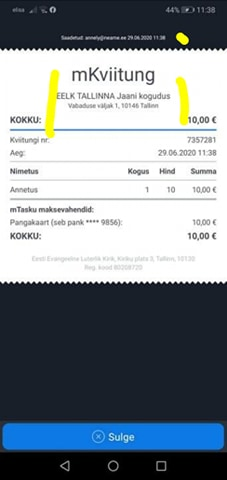 elisa 44% 11:38
Saadetud: annely@rename.ee 29.06.2020 11:38
mKviitung
EELK TALLINNA Jaani kogudus
Vabaduse väljak 1, 10146 Tallinn
KOKKU: 10,00 €
Kviitungi nr: 7357281
Aeg: 29.06.2020 11:38
Nimetus Kogus Hind Summa
Annetus 1 10 10,00 €
mTasku maksevahendid:
Pangakaart (seb pank **** 9856): 10,00 €
KOKKU: 10,00 €
Eesti Evangeelne Luterlik Kirik, Kiriku plats 3, Tallinn, 10130
Reg. kood 80208720
Sulge